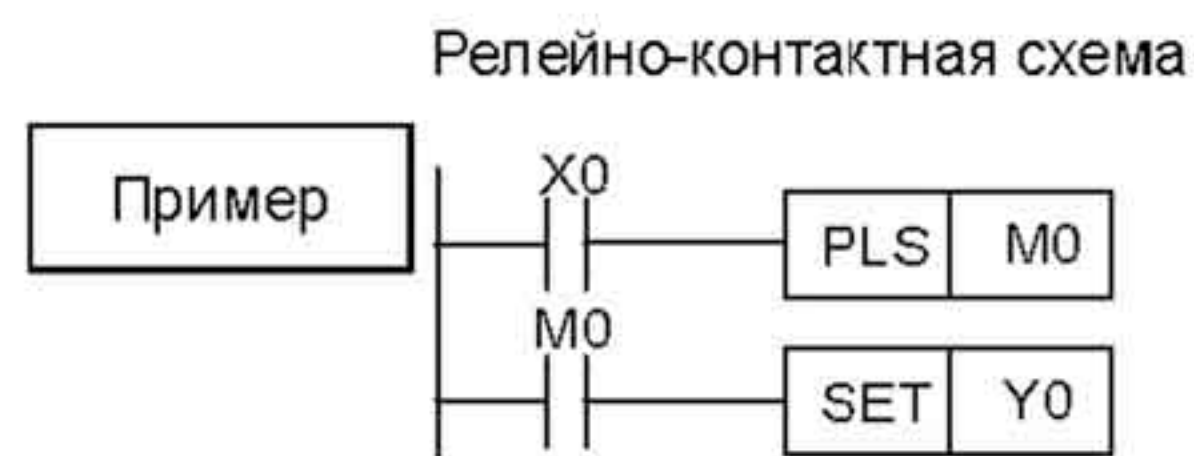 Релейно-контактная схема
Пример
X0
PLS M0
M0
SET Y0